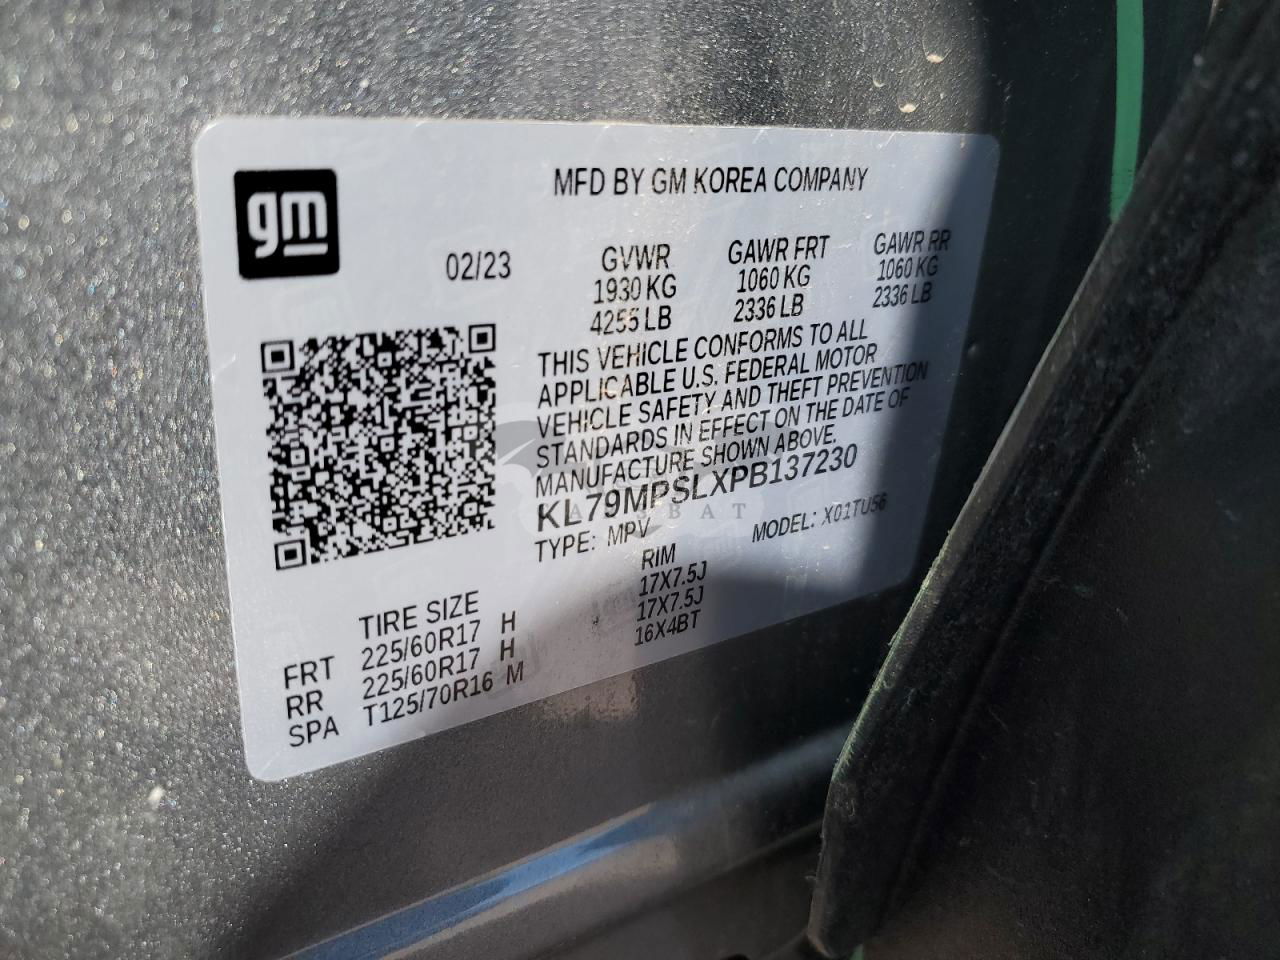 gm
MFD BY GM KOREA COMPANY
02/23
GVWR GAWR FRT GAWR RR
1930 KG 1060 KG 1060 KG
4255 LB 2336 LB 2336 LB
THIS VEHICLE CONFORMS TO ALL
APPLICABLE U.S. FEDERAL MOTOR
VEHICLE SAFETY AND THEFT PREVENTION
STANDARDS IN EFFECT ON THE DATE OF
MANUFACTURE SHOWN ABOVE.
KL79MPSLXPB137230
TYPE: MPV MODEL: X01TU56
TIRE SIZE RIM
FRT 225/60R17 H 17X7.5J
RR 225/60R17 H 17X7.5J
SPA T125/70R16 M 16X4BT